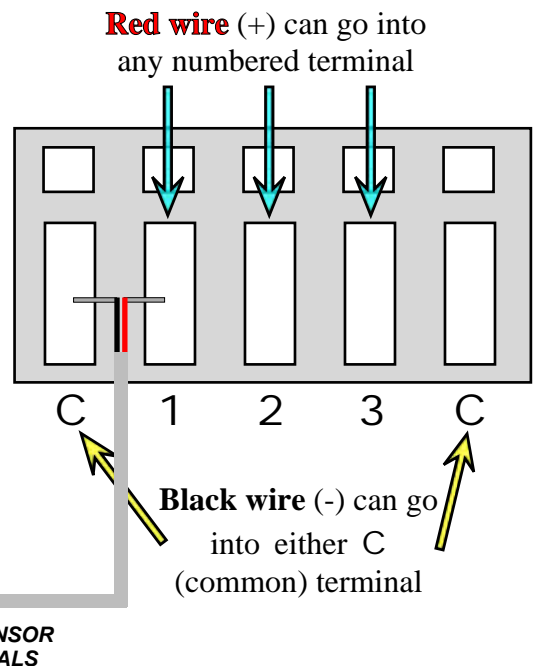 Red wire (+) can go into
any numbered terminal
C 1 2 3 C
Black wire (-) can go
into either C
(common) terminal